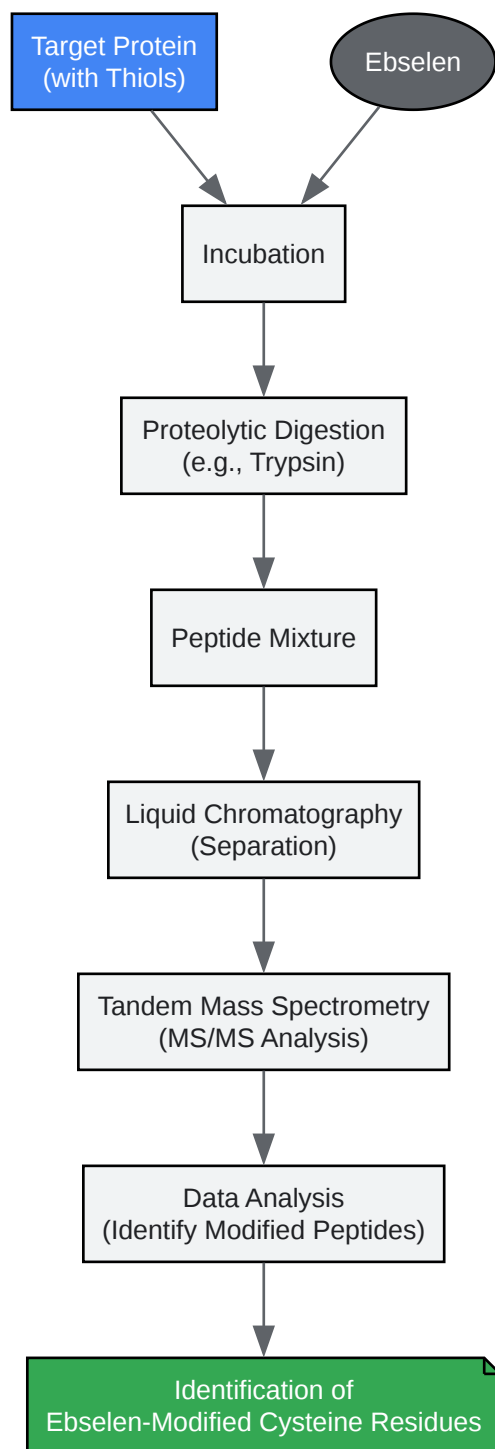 Target Protein
(with Thiols)
Ebselen
Incubation
Proteolytic Digestion
(e.g., Trypsin)
Peptide Mixture
Liquid Chromatography
(Separation)
Tandem Mass Spectrometry
(MS/MS Analysis)
Data Analysis
(Identify Modified Peptides)
Identification of
Ebselen-Modified Cysteine Residues